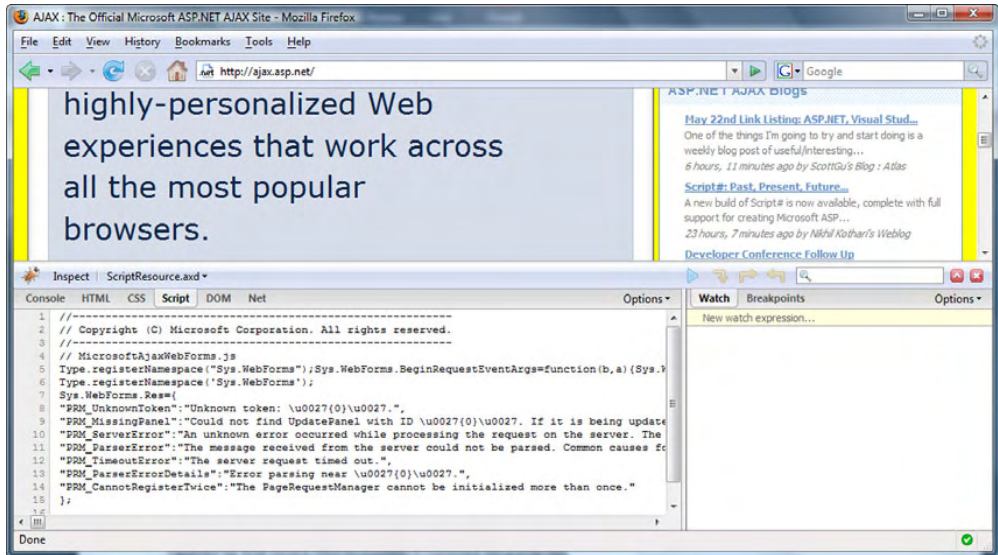 AJAX : The Official Microsoft ASP.NET AJAX Site - Mozilla Firefox
File Edit View History Bookmarks Tools Help
http://ajax.asp.net/
Google
highly-personalized Web
experiences that work across
all the most popular
browsers.
ASP.NET AJAX Blogs
May 22nd Link Listing: ASP.NET, Visual Stud...
One of the things I'm going to try and start doing is a
weekly blog post of useful/interesting...
6 hours, 11 minutes ago by ScottGu's Blog : Atlas
Script#: Past, Present, Future...
A new build of Script# is now available, complete with full
support for creating Microsoft ASP...
23 hours, 7 minutes ago by Nikhil Kothari's Weblog
Developer Conference Follow Up
Inspect ScriptResource.axd
Console HTML CSS Script DOM Net Options
Watch Breakpoints Options
New watch expression...
1 //-----------------------------------------------------------
2 // Copyright (C) Microsoft Corporation. All rights reserved.
3 //-----------------------------------------------------------
4 // MicrosoftAjaxWebForms.js
5 Type.registerNamespace("Sys.WebForms");Sys.WebForms.BeginRequestEventArgs=function(b,a){Sys.W
6 Type.registerNamespace('Sys.WebForms');
7 Sys.WebForms.Res={
8 "PRM_UnknownToken":"Unknown token: \u0027{0}\u0027.",
9 "PRM_MissingPanel":"Could not find UpdatePanel with ID \u0027{0}\u0027. If it is being update
10 "PRM_ServerError":"An unknown error occurred while processing the request on the server. The
11 "PRM_ParserError":"The message received from the server could not be parsed. Common causes fo
12 "PRM_TimeoutError":"The server request timed out.",
13 "PRM_ParserErrorDetails":"Error parsing near \u0027{0}\u0027.",
14 "PRM_CannotRegisterTwice":"The PageRequestManager cannot be initialized more than once."
15 };
16
Done